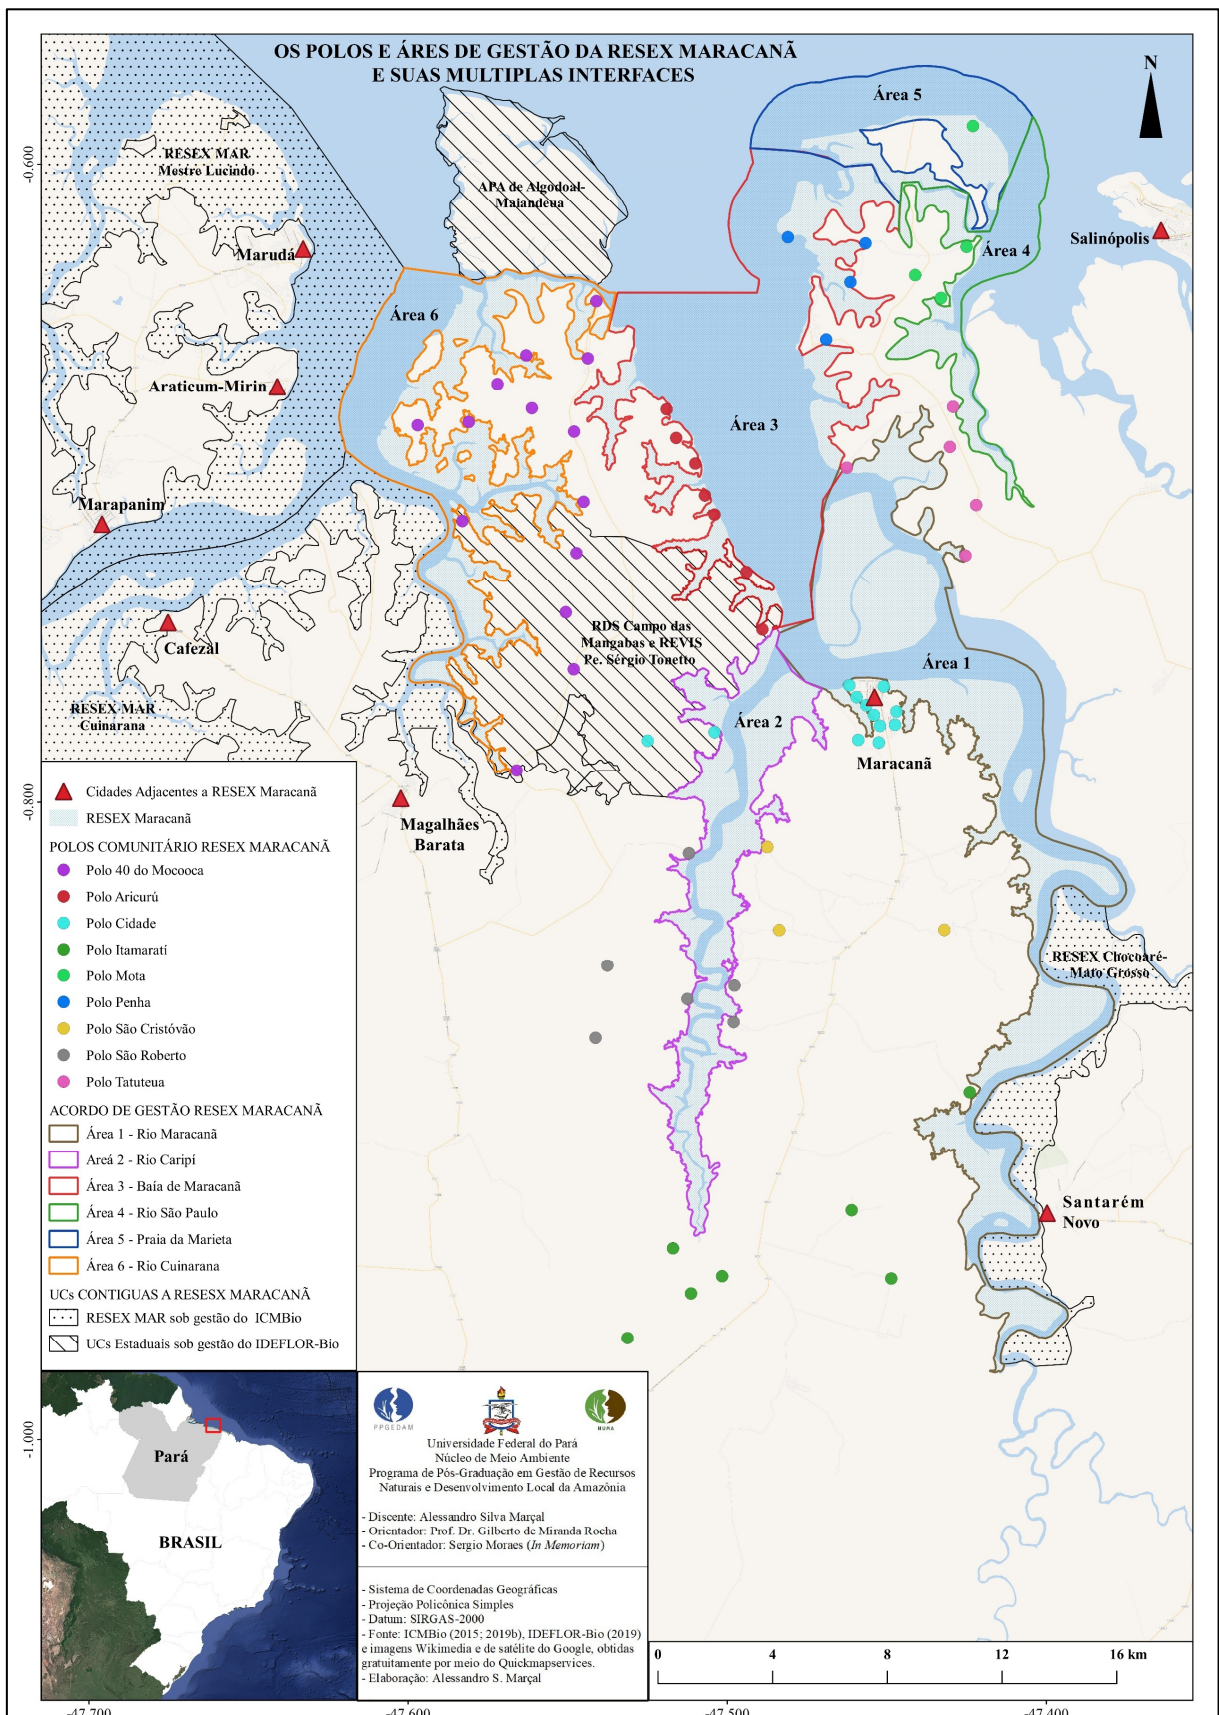 OS POLOS E ÁRES DE GESTÃO DA RESEX MARACANÃ
E SUAS MULTIPLAS INTERFACES
N
Área 5
-0.600
RESEX MAR
Mestre Lucindo
APA de Algodoal-
Maiandeua
Salinópolis
Marudá
Área 4
Área 6
Araticum-Mirin
Área 3
Marapanim
RDS Campo das
Mangabas e REVIS
Pe. Sérgio Tonetto
Cafezal
Área 1
RESEX MAR
Cuinarana
Área 2
Maracanã
-0.800
Magalhães
Barata
RESEX Chocoaré-
Mato Grosso
Santarém
Novo
Cidades Adjacentes a RESEX Maracanã
RESEX Maracanã
POLOS COMUNITÁRIO RESEX MARACANÃ
Polo 40 do Mocooca
Polo Aricurú
Polo Cidade
Polo Itamaratí
Polo Mota
Polo Penha
Polo São Cristóvão
Polo São Roberto
Polo Tatuteua
ACORDO DE GESTÃO RESEX MARACANÃ
Área 1 - Rio Maracanã
Areá 2 - Rio Caripí
Área 3 - Baía de Maracanã
Área 4 - Rio São Paulo
Área 5 - Praia da Marieta
Área 6 - Rio Cuinarana
UCs CONTIGUAS A RESESX MARACANÃ
RESEX MAR sob gestão do ICMBio
UCs Estaduais sob gestão do IDEFLOR-Bio
-1.000
Pará
BRASIL
PPGEDAM
NUMA
Universidade Federal do Pará
Núcleo de Meio Ambiente
Programa de Pós-Graduação em Gestão de Recursos
Naturais e Desenvolvimento Local da Amazônia
- Discente: Alessandro Silva Marçal
- Orientador: Prof. Dr. Gilberto de Miranda Rocha
- Co-Orientador: Sergio Moraes (In Memoriam)
- Sistema de Coordenadas Geográficas
- Projeção Policônica Simples
- Datum: SIRGAS-2000
- Fonte: ICMBio (2015; 2019b), IDEFLOR-Bio (2019)
e imagens Wikimedia e de satélite do Google, obtidas
gratuitamente por meio do Quickmapservices.
- Elaboração: Alessandro S. Marçal
0 4 8 12 16 km
-47.700 -47.600 -47.500 -47.400